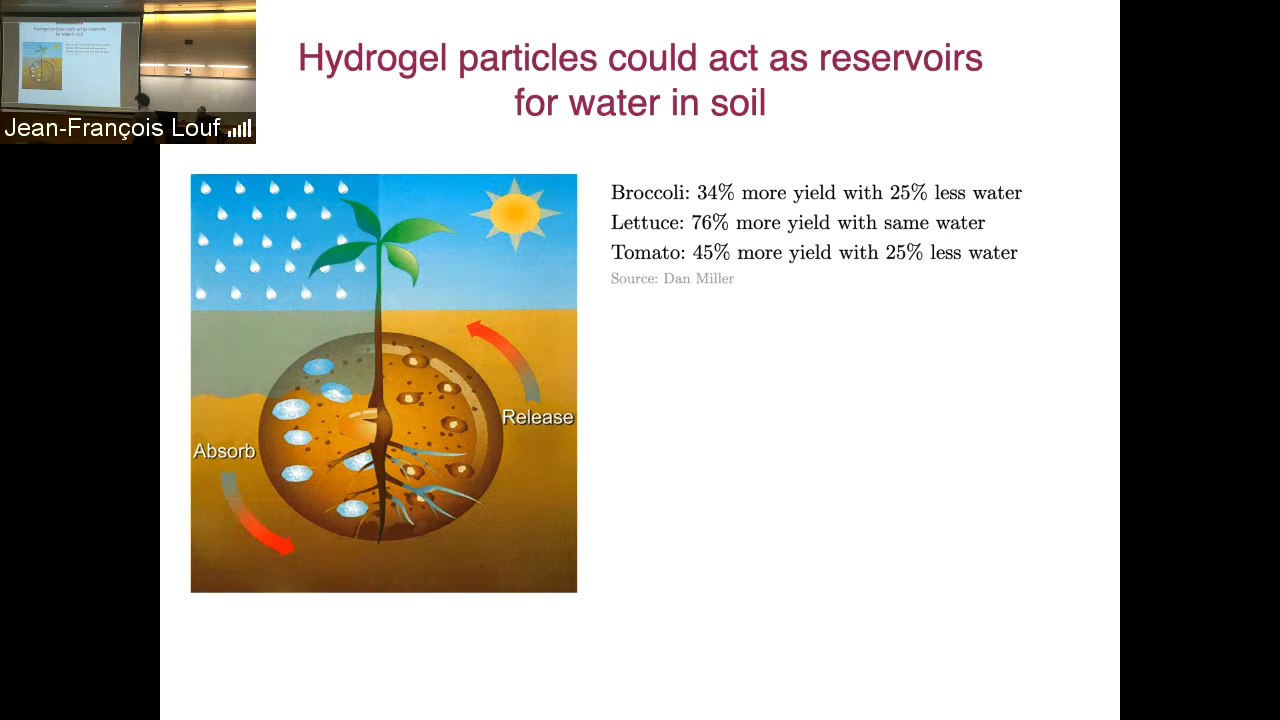 Jean-François Louf
Hydrogel particles could act as reservoirs
for water in soil
Broccoli: 34% more yield with 25% less water
Lettuce: 76% more yield with same water
Tomato: 45% more yield with 25% less water
Source: Dan Miller
Release
Absorb